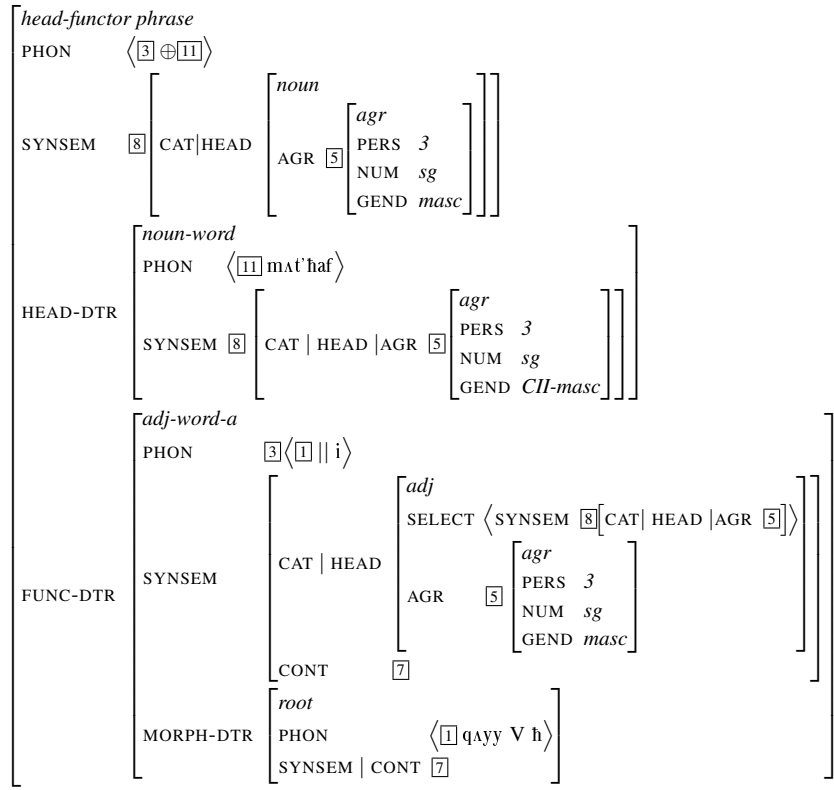 head-functor phrase
PHON ⟨[3] ⊕ [11]⟩
noun
agr
SYNSEM [8] CAT|HEAD AGR [5] PERS 3
NUM sg
GEND masc
noun-word
PHON ⟨[11] mʌt’ħaf⟩
agr
HEAD-DTR SYNSEM [8] CAT | HEAD |AGR [5] PERS 3
NUM sg
GEND CII-masc
adj-word-a
PHON [3]⟨[1] || i⟩
adj
SELECT ⟨SYNSEM [8][CAT| HEAD |AGR [5]]⟩
CAT | HEAD agr
FUNC-DTR SYNSEM AGR [5] PERS 3
NUM sg
GEND masc
CONT [7]
root
MORPH-DTR PHON ⟨[1] qʌyy V ħ⟩
SYNSEM | CONT [7]